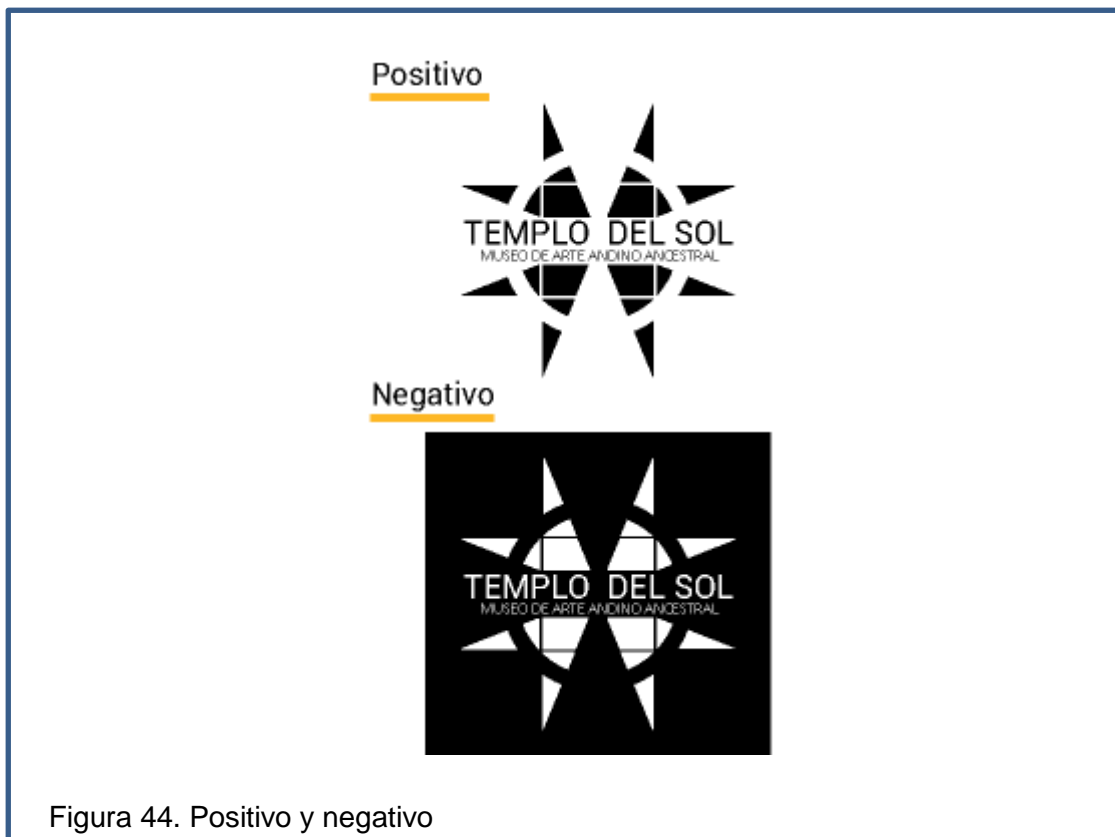 Positivo
TEMPLO DEL SOL
MUSEO DE ARTE ANDINO ANCESTRAL
Negativo
TEMPLO DEL SOL
MUSEO DE ARTE ANDINO ANCESTRAL
Figura 44. Positivo y negativo